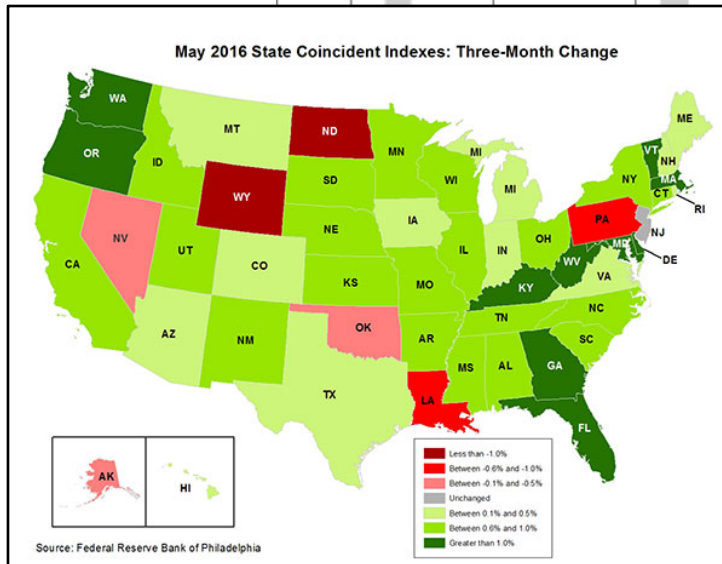 May 2016 State Coincident Indexes: Three-Month Change
WA
MT
ND
ME
OR
ID
MN
MI
VT
NH
WY
SD
WI
MI
NY
MA
CT
RI
NV
UT
NE
IA
IL
IN
OH
PA
NJ
CA
CO
KS
MO
KY
WV
MD
DE
VA
AZ
NM
OK
AR
TN
NC
SC
TX
LA
MS
AL
GA
FL
AK
HI
Less than -1.0%
Between -0.6% and -1.0%
Between -0.1% and -0.5%
Unchanged
Between 0.1% and 0.5%
Between 0.6% and 1.0%
Greater than 1.0%
Source: Federal Reserve Bank of Philadelphia